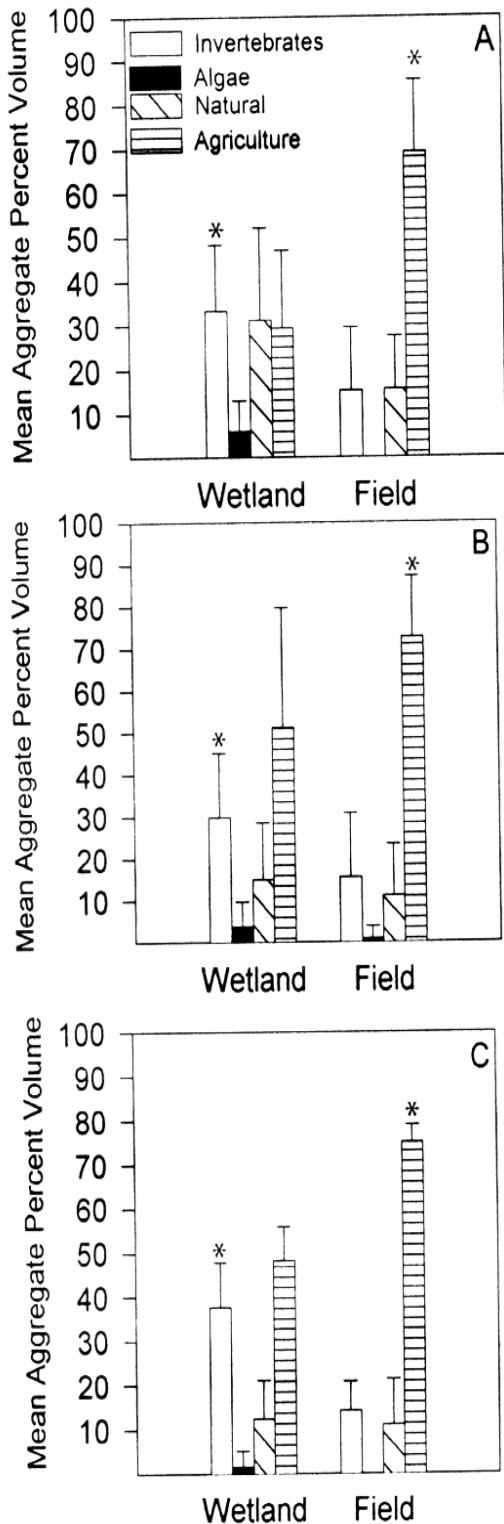 Mean Aggregate Percent Volume
100
90
80
70
60
50
40
30
20
10
Invertebrates
Algae
Natural
Agriculture
A
*
*
Wetland Field
Mean Aggregate Percent Volume
100
90
80
70
60
50
40
30
20
10
B
*
*
Wetland Field
Mean Aggregate Percent Volume
100
90
80
70
60
50
40
30
20
10
C
*
*
Wetland Field